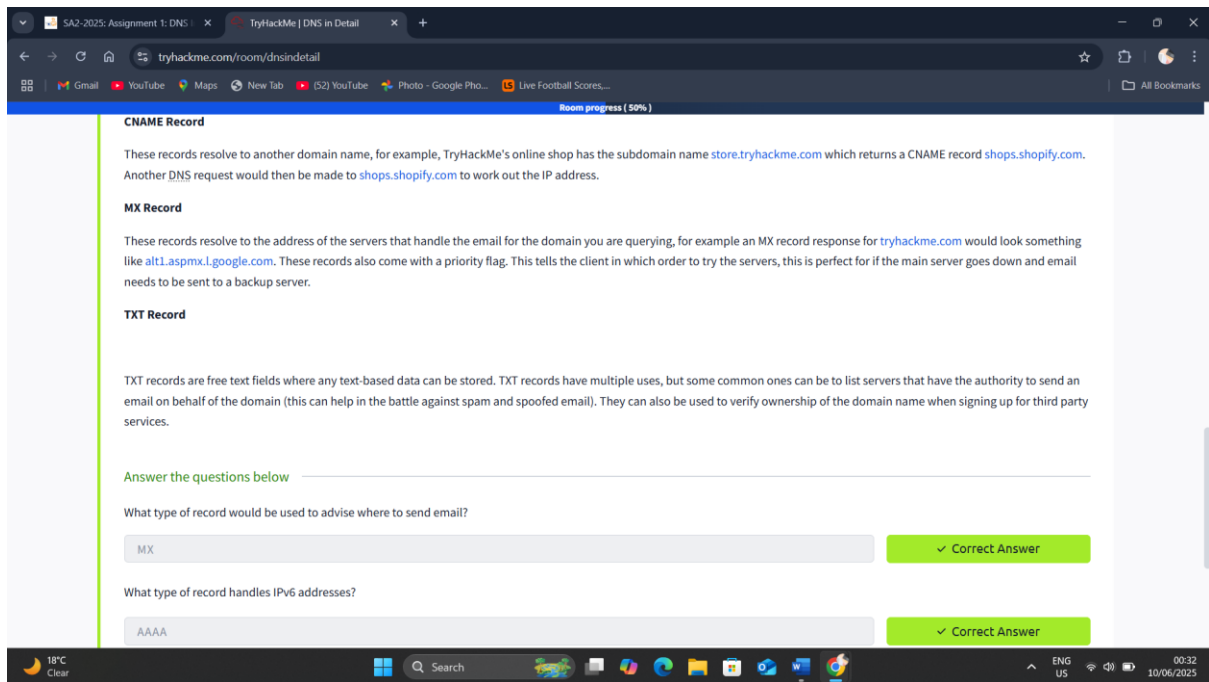 SA2-2025: Assignment 1: DNS
TryHackMe | DNS in Detail
tryhackme.com/room/dnsindetail
Gmail YouTube Maps New Tab (52) YouTube Photo - Google Pho... LS Live Football Scores,... All Bookmarks
Room progress ( 50% )
CNAME Record
These records resolve to another domain name, for example, TryHackMe's online shop has the subdomain name store.tryhackme.com which returns a CNAME record shops.shopify.com.
Another DNS request would then be made to shops.shopify.com to work out the IP address.
MX Record
These records resolve to the address of the servers that handle the email for the domain you are querying, for example an MX record response for tryhackme.com would look something
like alt1.aspmx.l.google.com. These records also come with a priority flag. This tells the client in which order to try the servers, this is perfect for if the main server goes down and email
needs to be sent to a backup server.
TXT Record
TXT records are free text fields where any text-based data can be stored. TXT records have multiple uses, but some common ones can be to list servers that have the authority to send an
email on behalf of the domain (this can help in the battle against spam and spoofed email). They can also be used to verify ownership of the domain name when signing up for third party
services.
Answer the questions below
What type of record would be used to advise where to send email?
MX
✓ Correct Answer
What type of record handles IPv6 addresses?
AAAA
✓ Correct Answer
18°C
Clear
Search
ENG
US
00:32
10/06/2025